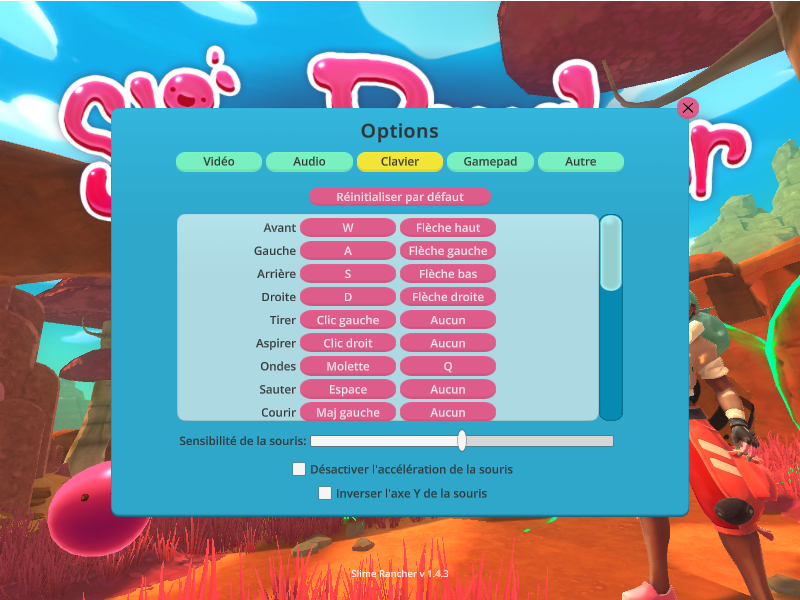 Options
Vidéo Audio Clavier Gamepad Autre
Réinitialiser par défaut
Avant W Flèche haut
Gauche A Flèche gauche
Arrière S Flèche bas
Droite D Flèche droite
Tirer Clic gauche Aucun
Aspirer Clic droit Aucun
Ondes Molette Q
Sauter Espace Aucun
Courir Maj gauche Aucun
Sensibilité de la souris:
Désactiver l'accélération de la souris
Inverser l'axe Y de la souris
Slime Rancher v 1.4.3